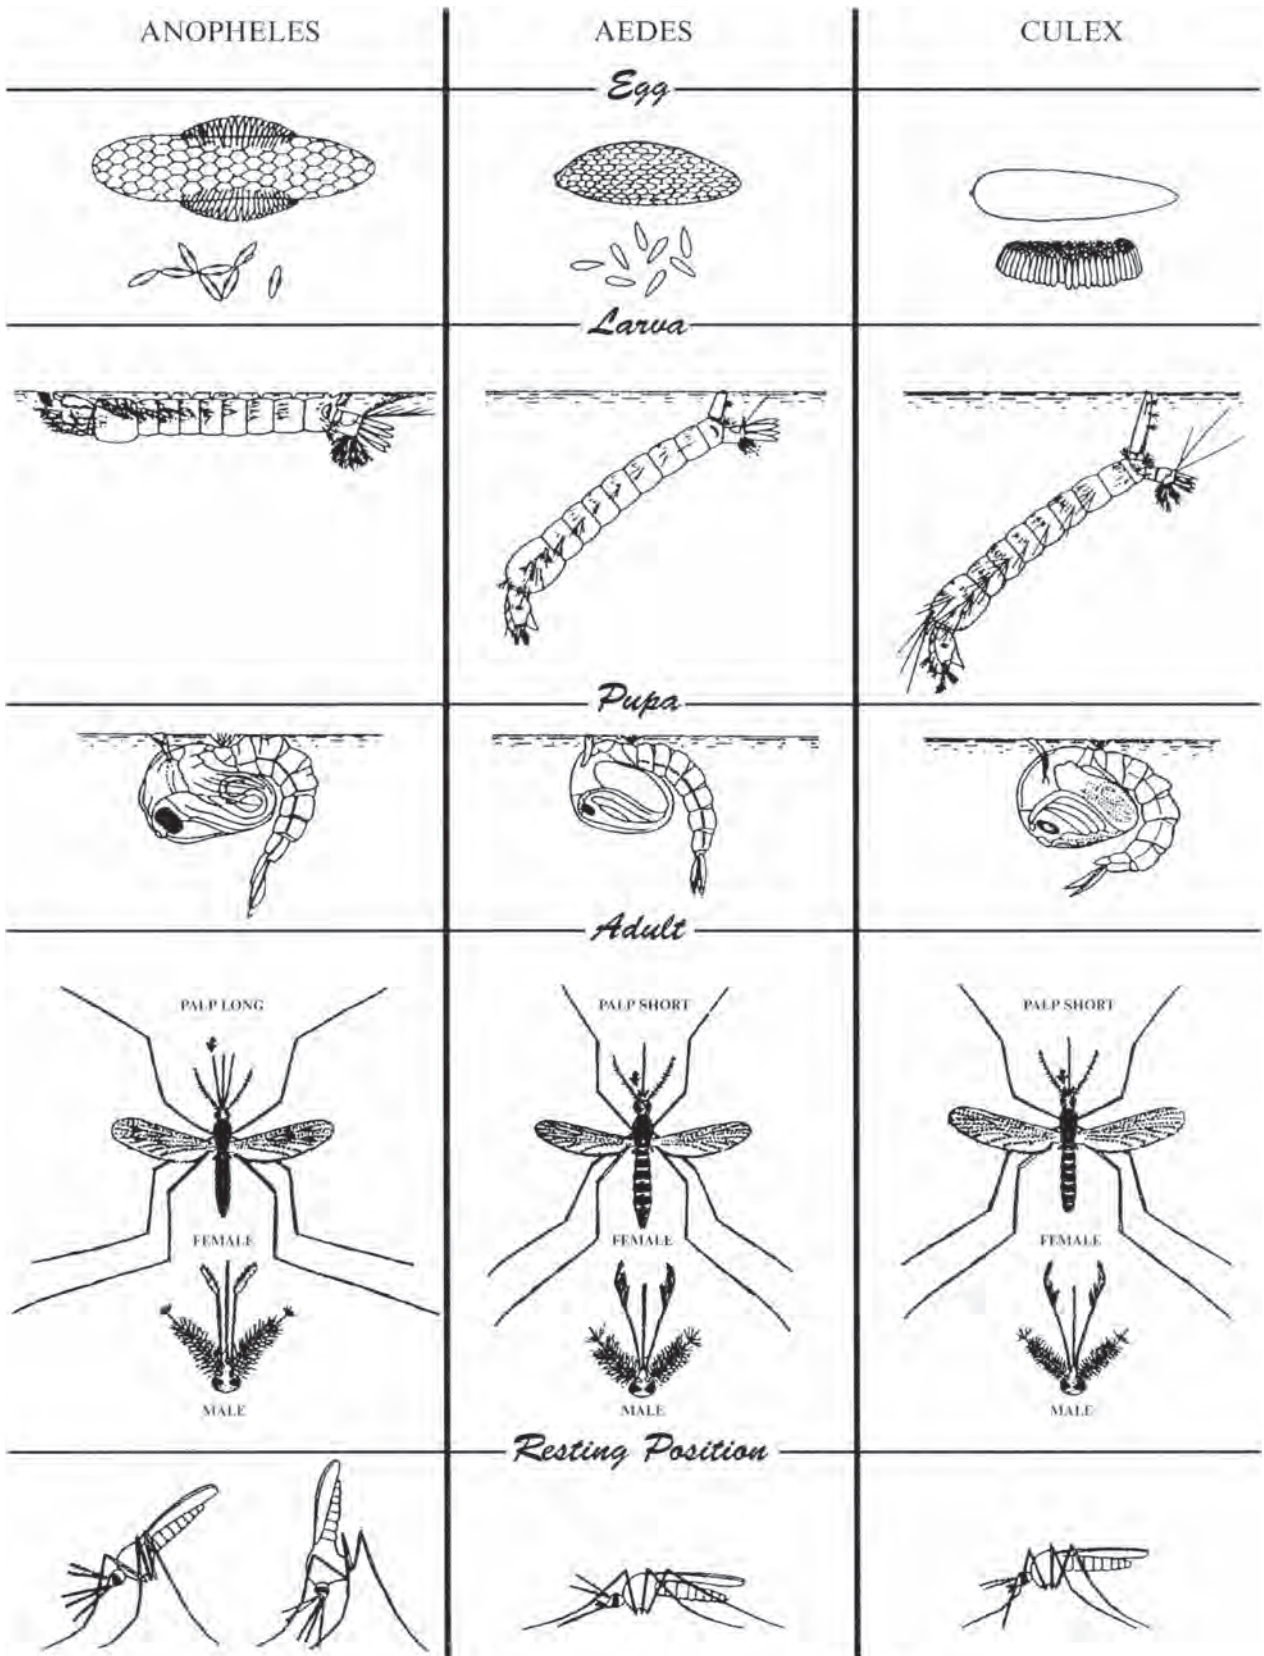 ANOPHELES AEDES CULEX
Egg
Larva
Pupa
Adult
PALP LONG PALP SHORT PALP SHORT
FEMALE FEMALE FEMALE
MALE MALE MALE
Resting Position